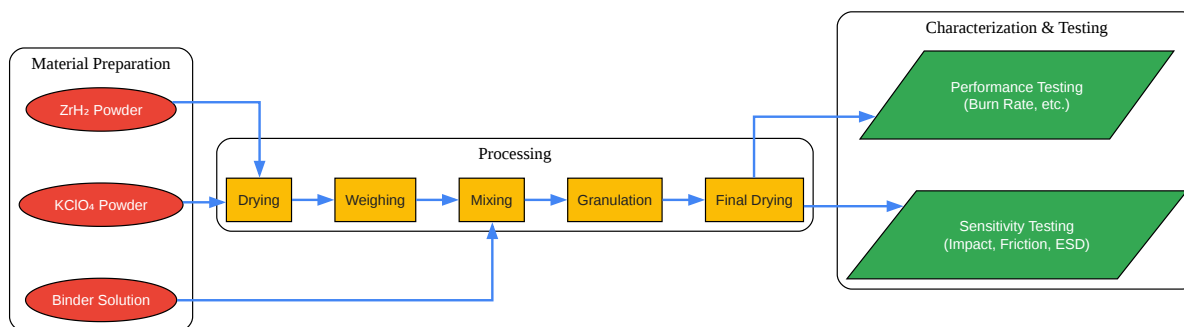 Material Preparation
ZrH₂ Powder
KClO₄ Powder
Binder Solution
Processing
Drying
Weighing
Mixing
Granulation
Final Drying
Characterization & Testing
Performance Testing
(Burn Rate, etc.)
Sensitivity Testing
(Impact, Friction, ESD)